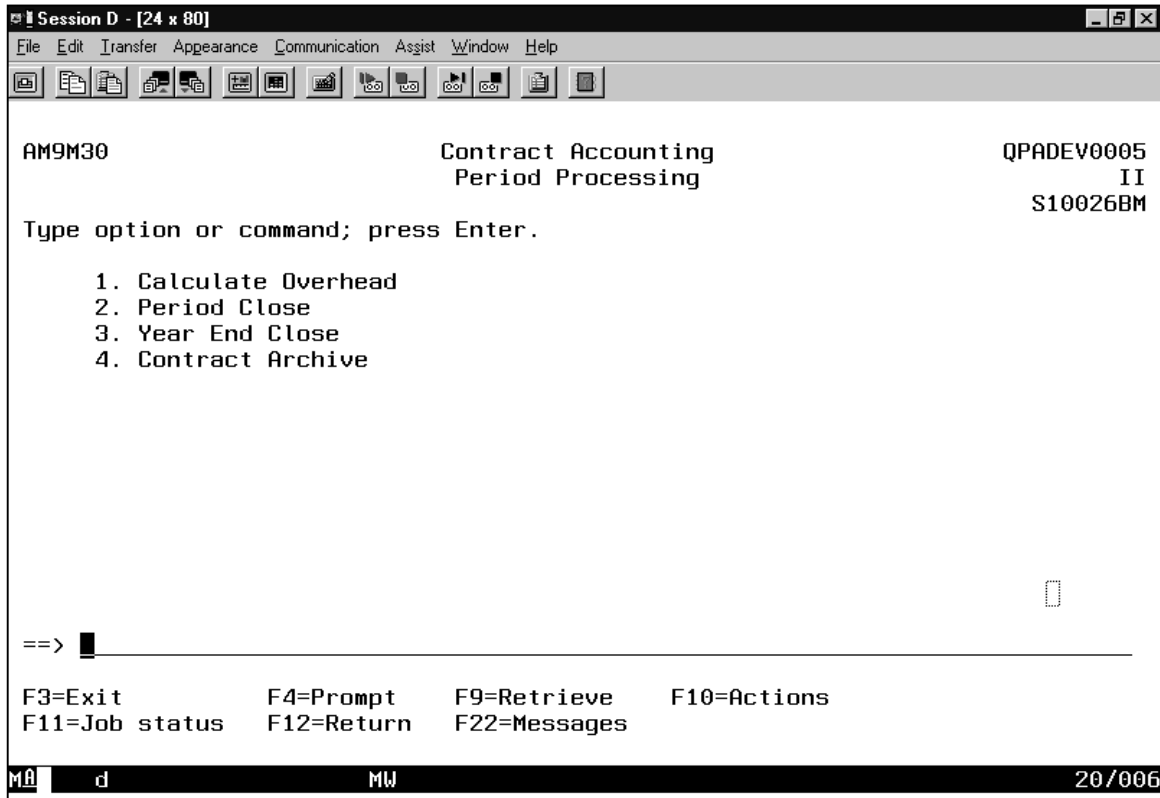 Session D - [24 x 80]
File Edit Transfer Appearance Communication Assist Window Help
AM9M30 Contract Accounting QPADEV0005
Period Processing II
S10026BM
Type option or command; press Enter.
1. Calculate Overhead
2. Period Close
3. Year End Close
4. Contract Archive
==>
F3=Exit F4=Prompt F9=Retrieve F10=Actions
F11=Job status F12=Return F22=Messages
MA d MW 20/006